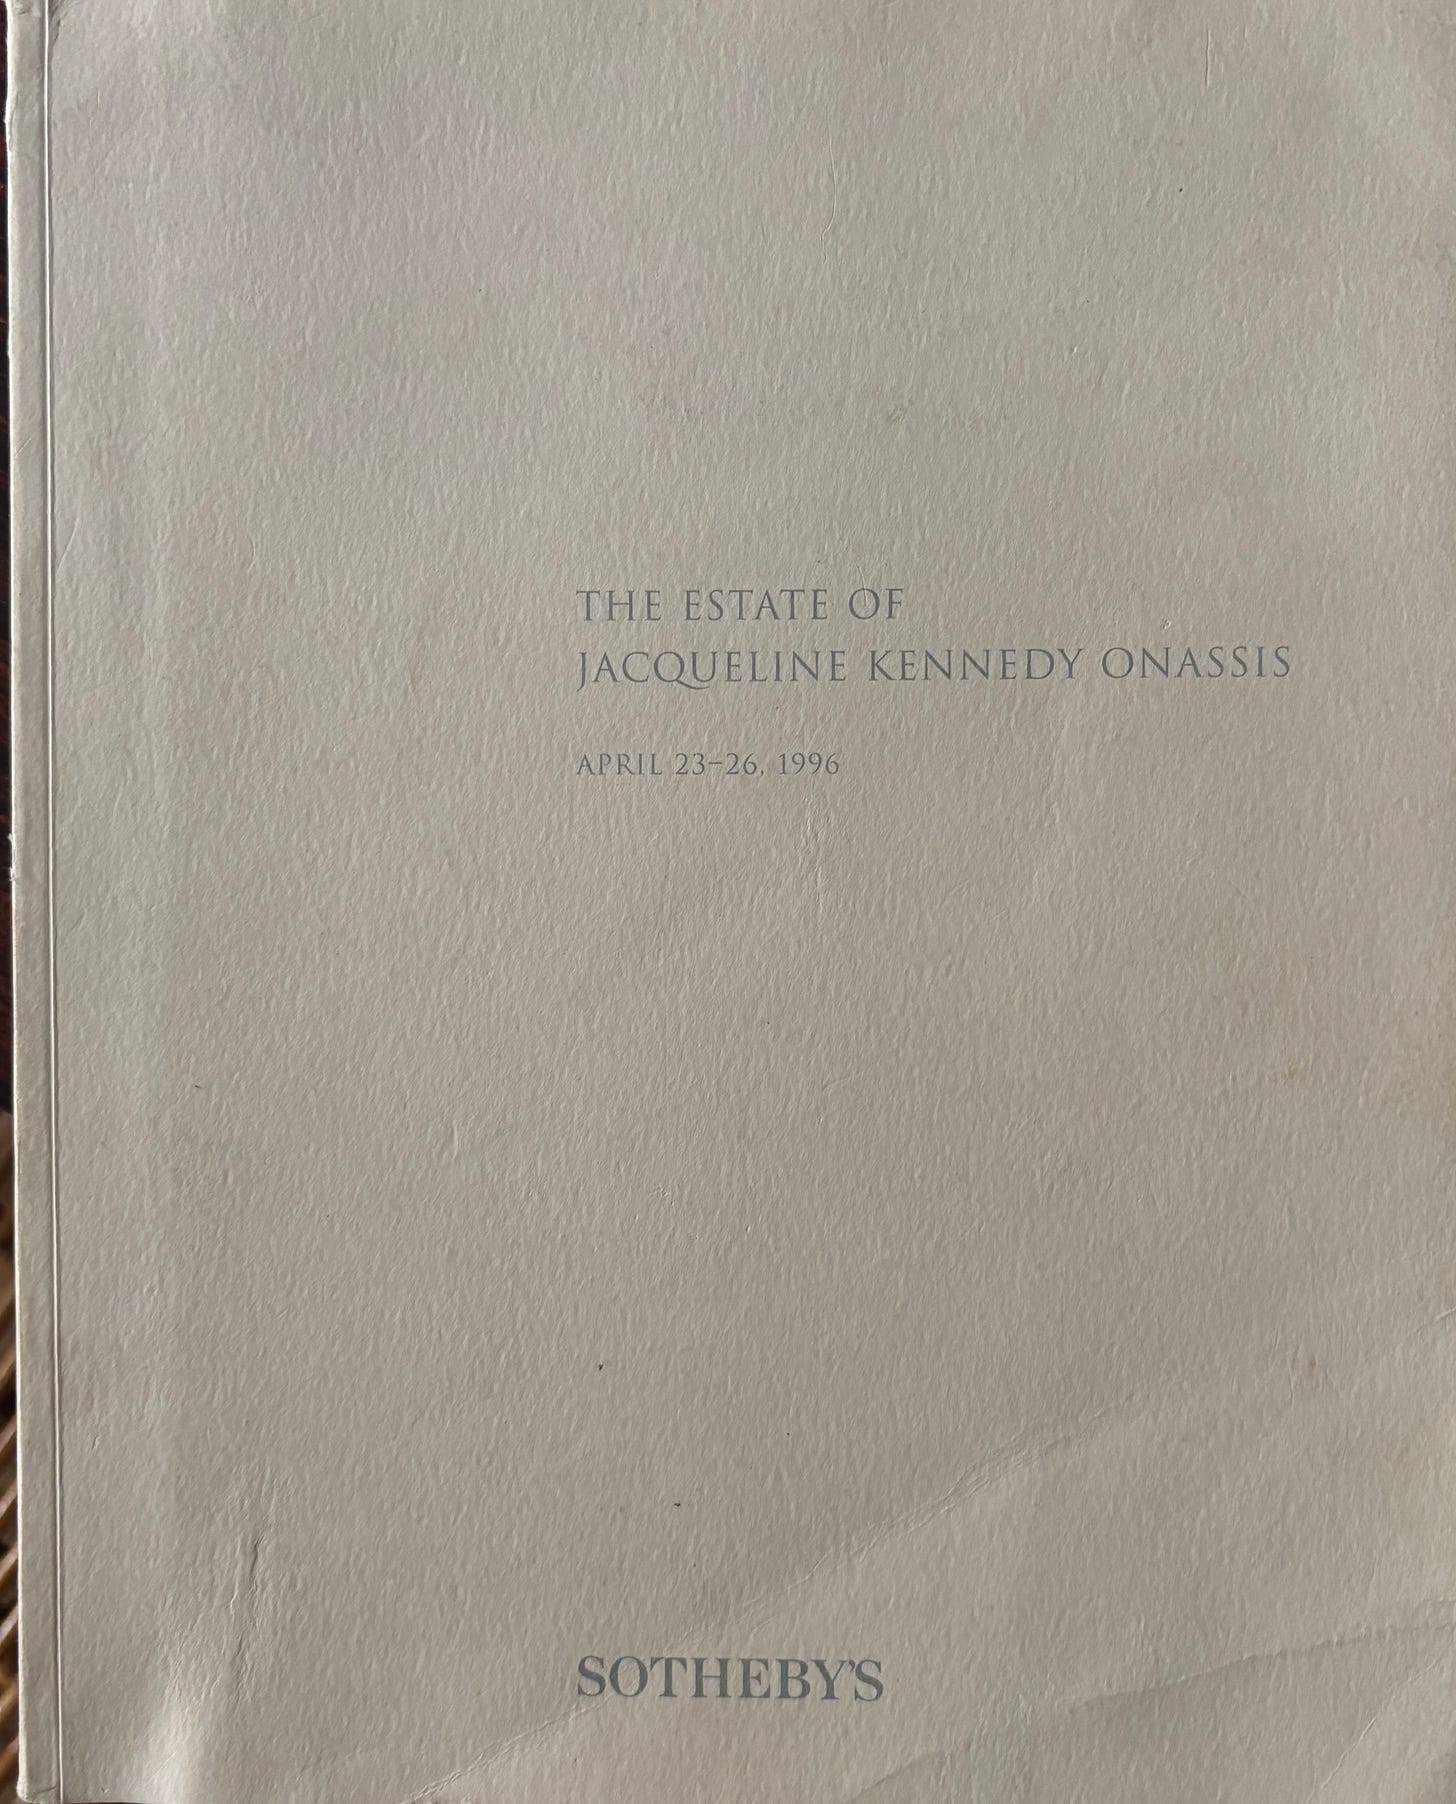 THE ESTATE OF
JACQUELINE KENNEDY ONASSIS
APRIL 23–26, 1996
SOTHEBY'S